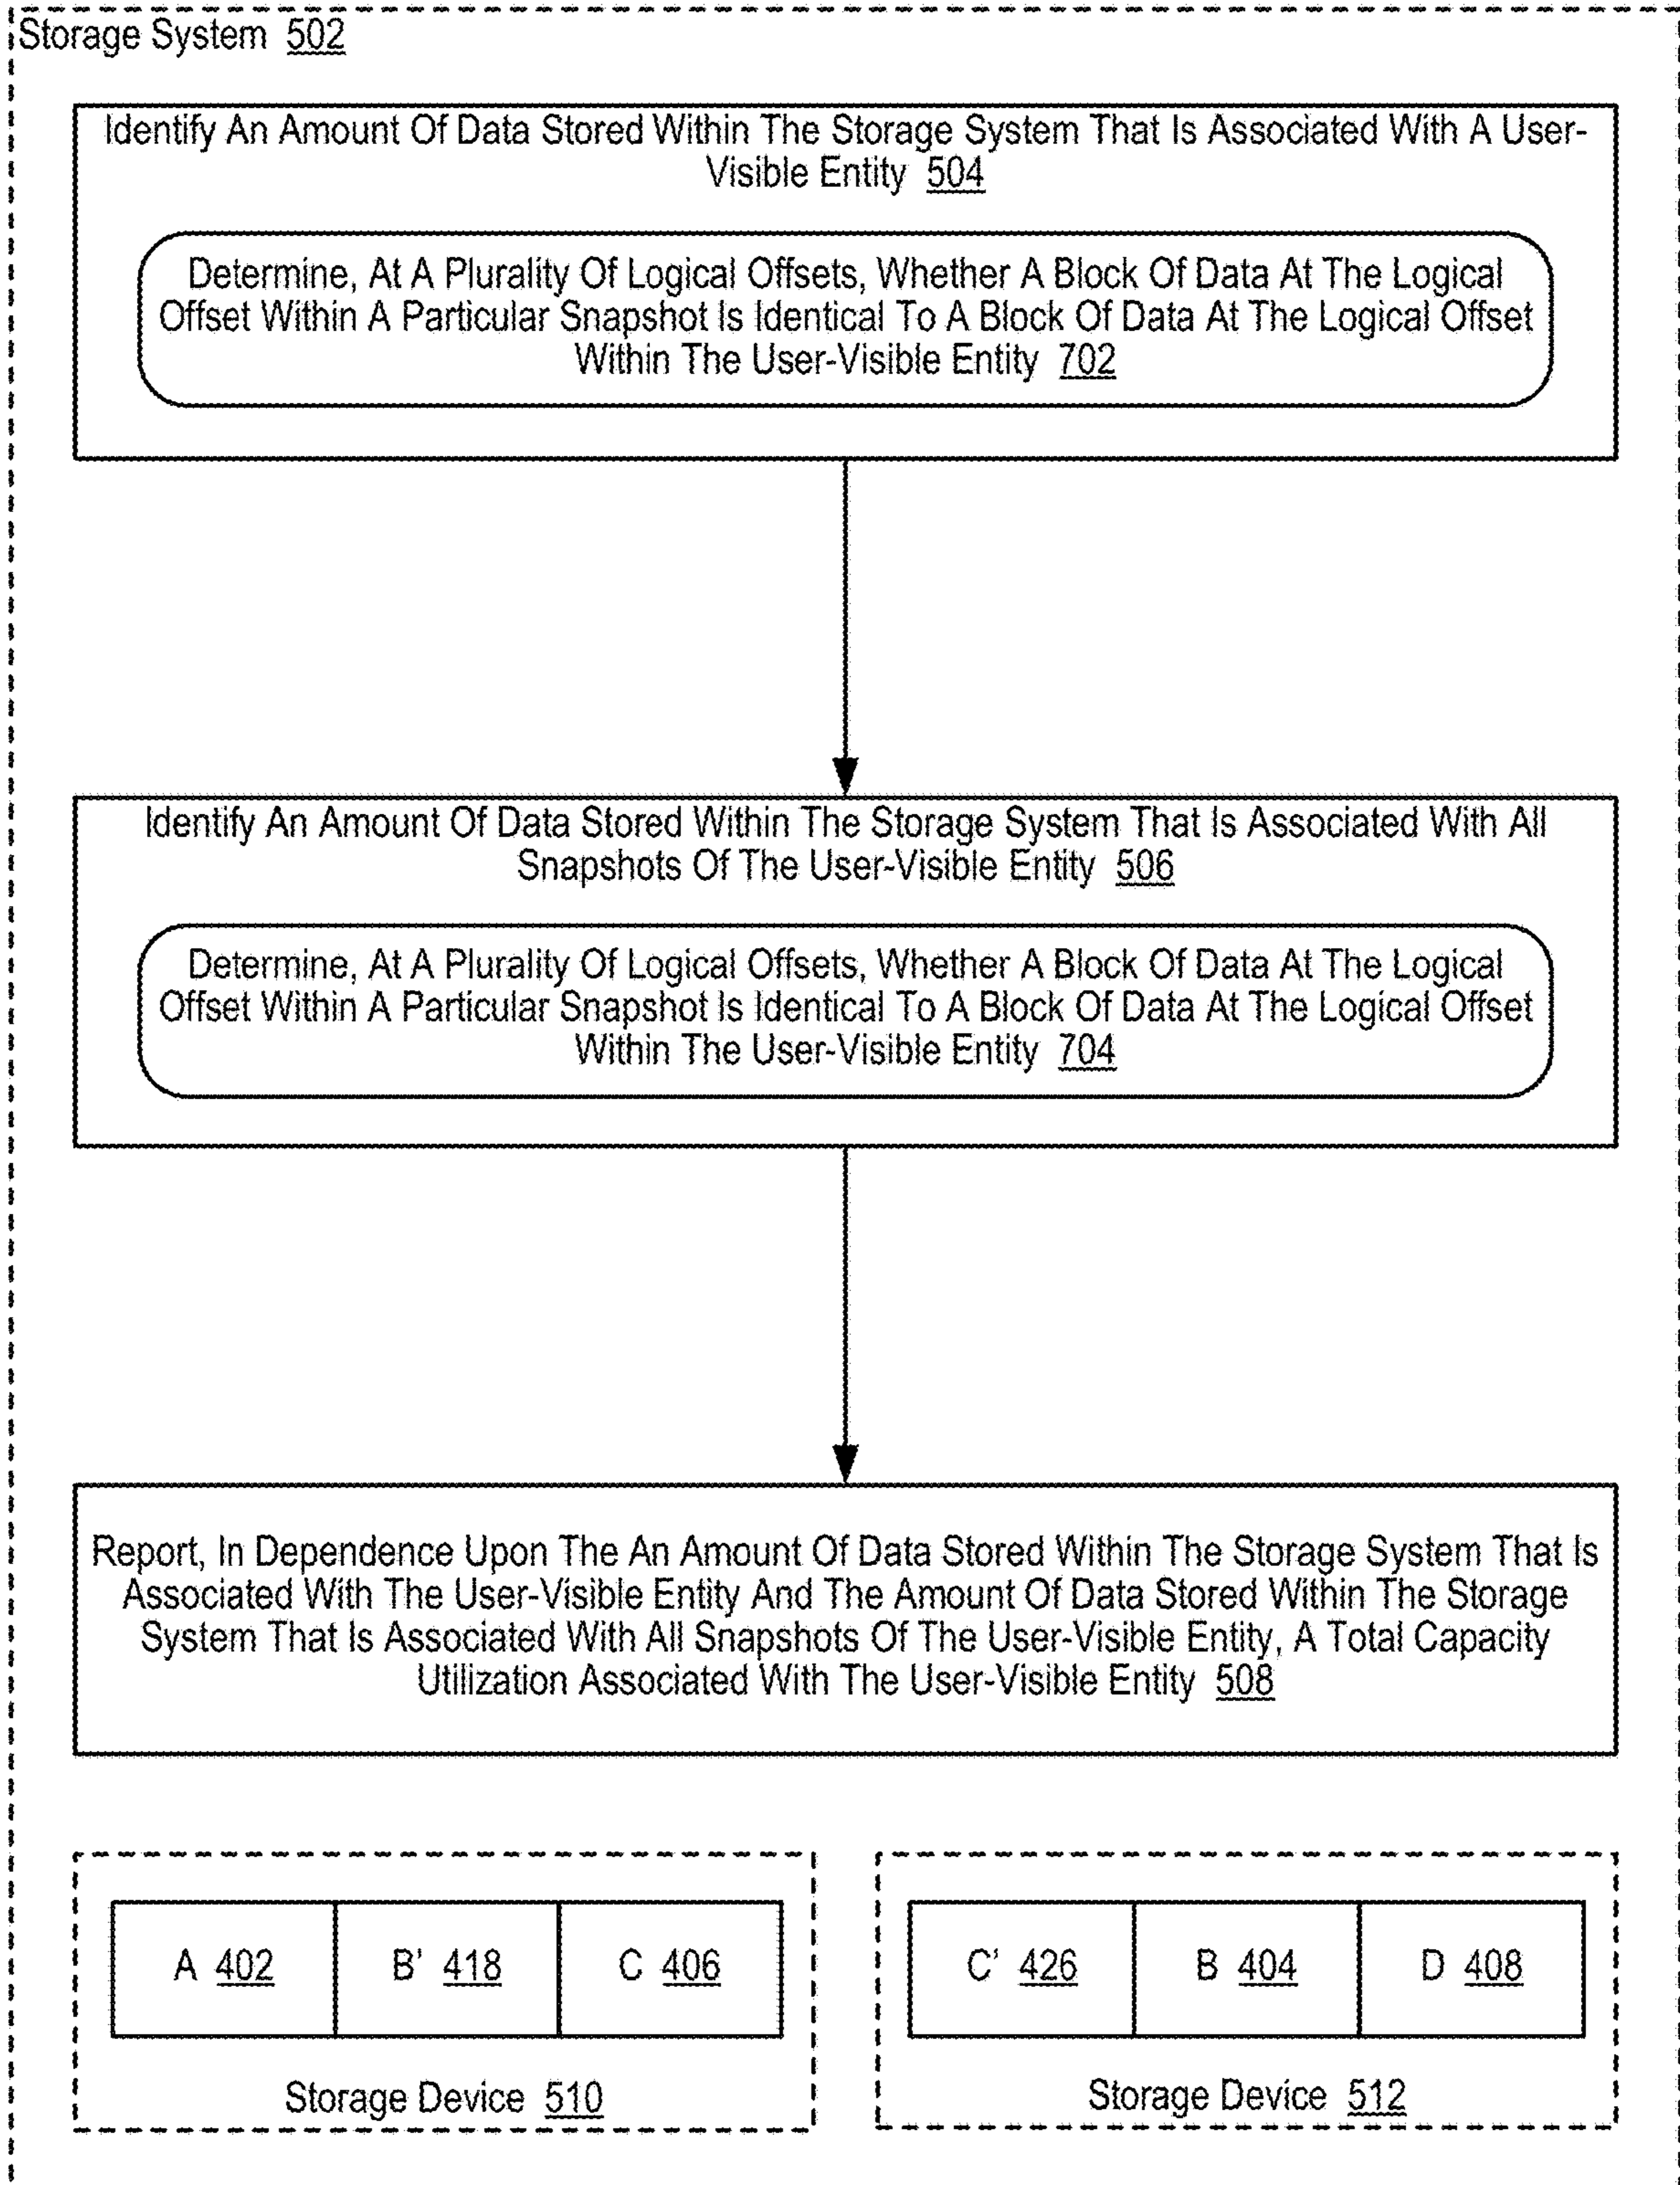 Storage System 502
Identify An Amount Of Data Stored Within The Storage System That Is Associated With A User-
Visible Entity 504
Determine, At A Plurality Of Logical Offsets, Whether A Block Of Data At The Logical
Offset Within A Particular Snapshot Is Identical To A Block Of Data At The Logical Offset
Within The User-Visible Entity 702
Identify An Amount Of Data Stored Within The Storage System That Is Associated With All
Snapshots Of The User-Visible Entity 506
Determine, At A Plurality Of Logical Offsets, Whether A Block Of Data At The Logical
Offset Within A Particular Snapshot Is Identical To A Block Of Data At The Logical Offset
Within The User-Visible Entity 704
Report, In Dependence Upon The An Amount Of Data Stored Within The Storage System That Is
Associated With The User-Visible Entity And The Amount Of Data Stored Within The Storage
System That Is Associated With All Snapshots Of The User-Visible Entity, A Total Capacity
Utilization Associated With The User-Visible Entity 508
A 402
B' 418
C 406
Storage Device 510
C' 426
B 404
D 408
Storage Device 512